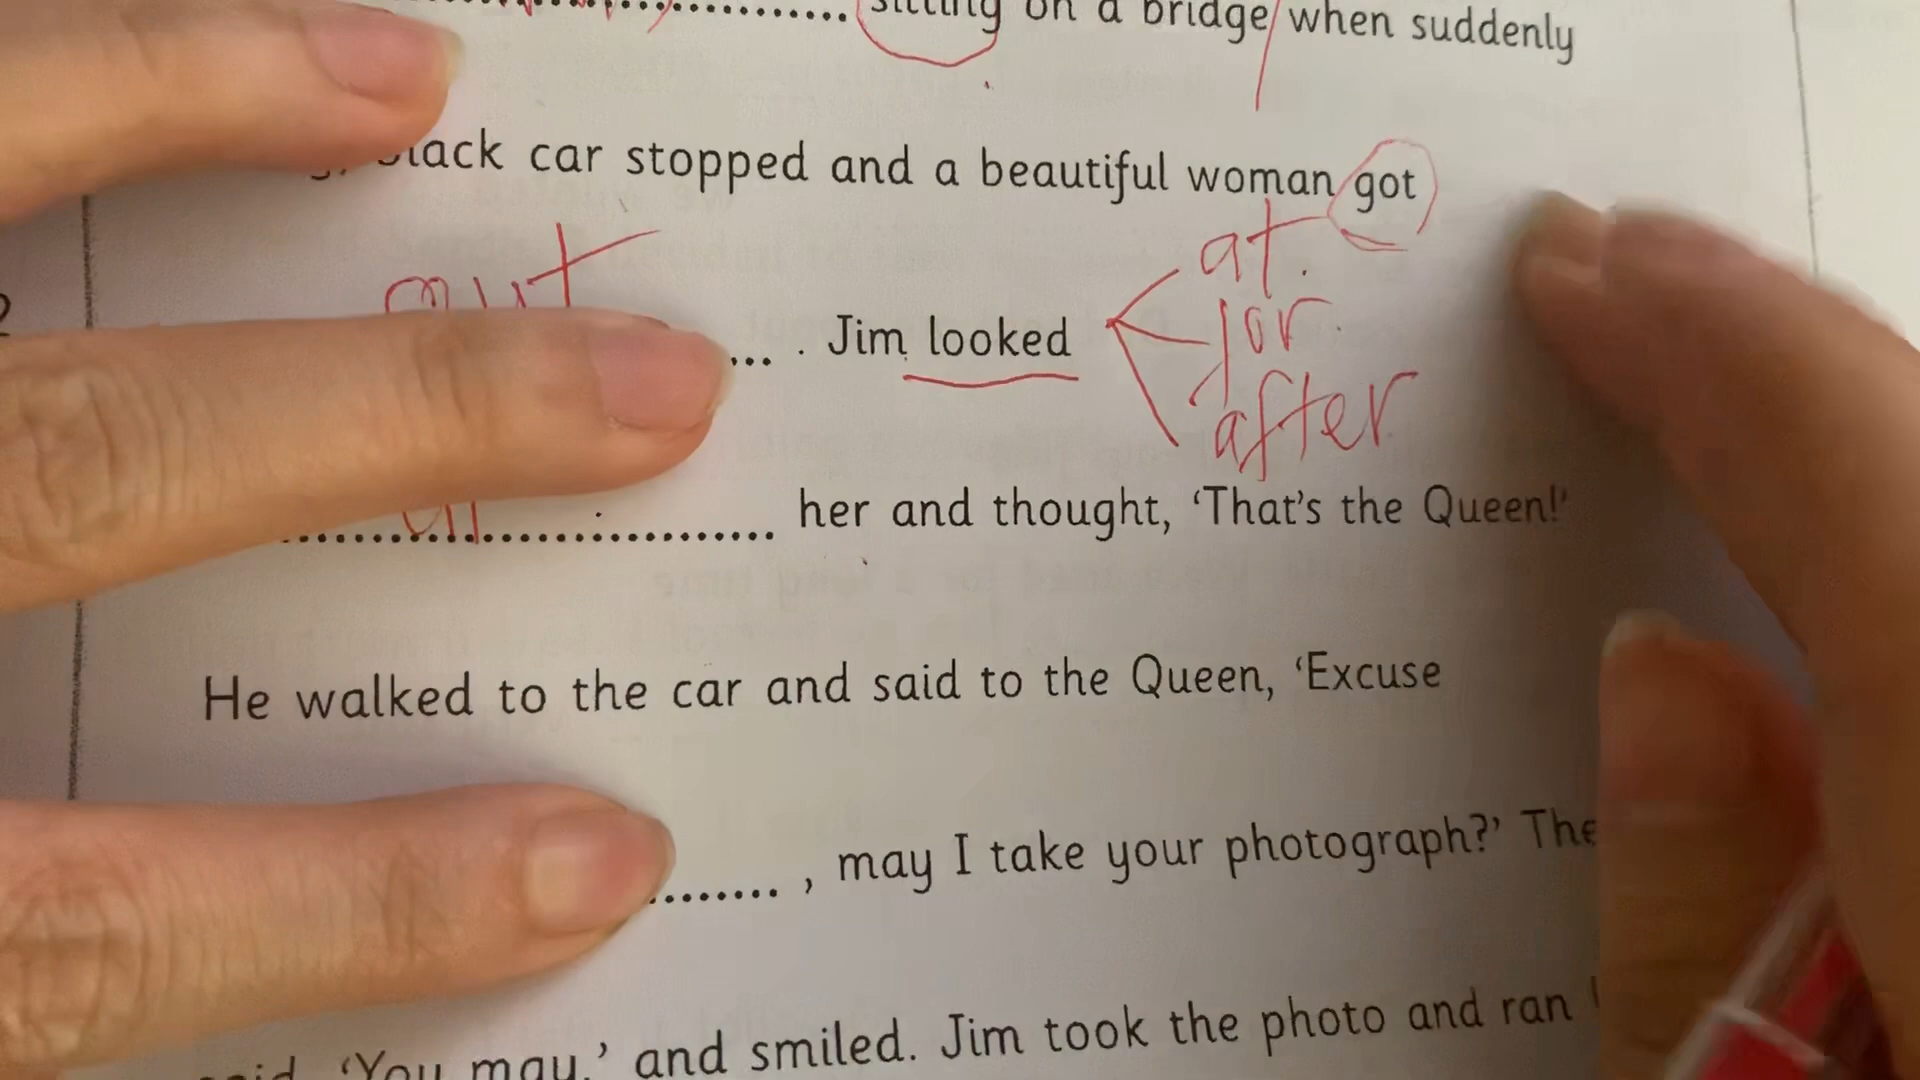 sitting on a bridge when suddenly
black car stopped and a beautiful woman got
out
at.
. Jim looked
for.
after
her and thought, ‘That’s the Queen!’
He walked to the car and said to the Queen, ‘Excuse
, may I take your photograph?’ The
said, ‘You may,’ and smiled. Jim took the photo and ran